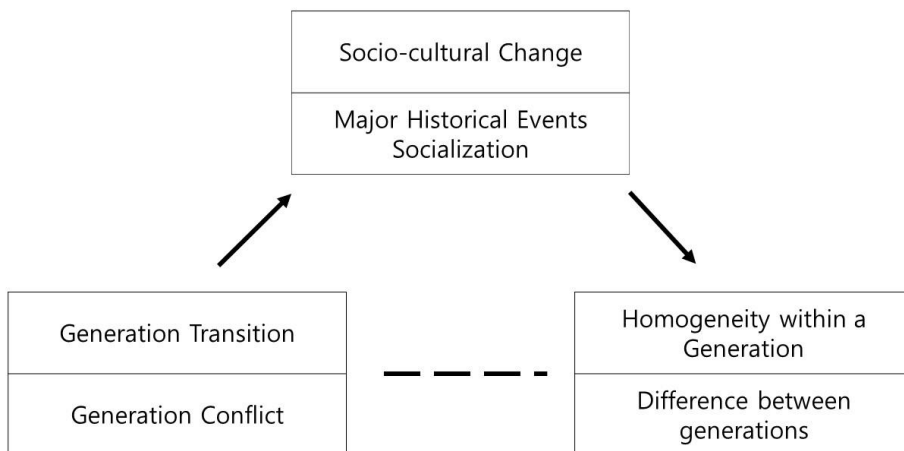 Socio-cultural Change
Major Historical Events
Socialization
Generation Transition
Generation Conflict
Homogeneity within a
Generation
Difference between
generations